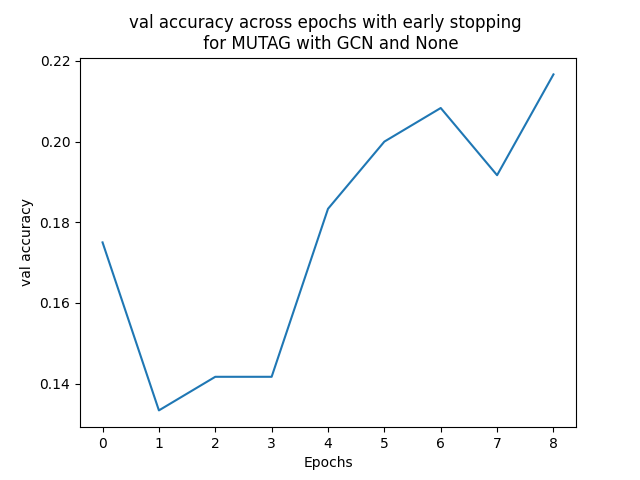 val accuracy across epochs with early stopping
for MUTAG with GCN and None
0.22
0.20
0.18
0.16
0.14
val accuracy
0 1 2 3 4 5 6 7 8
Epochs